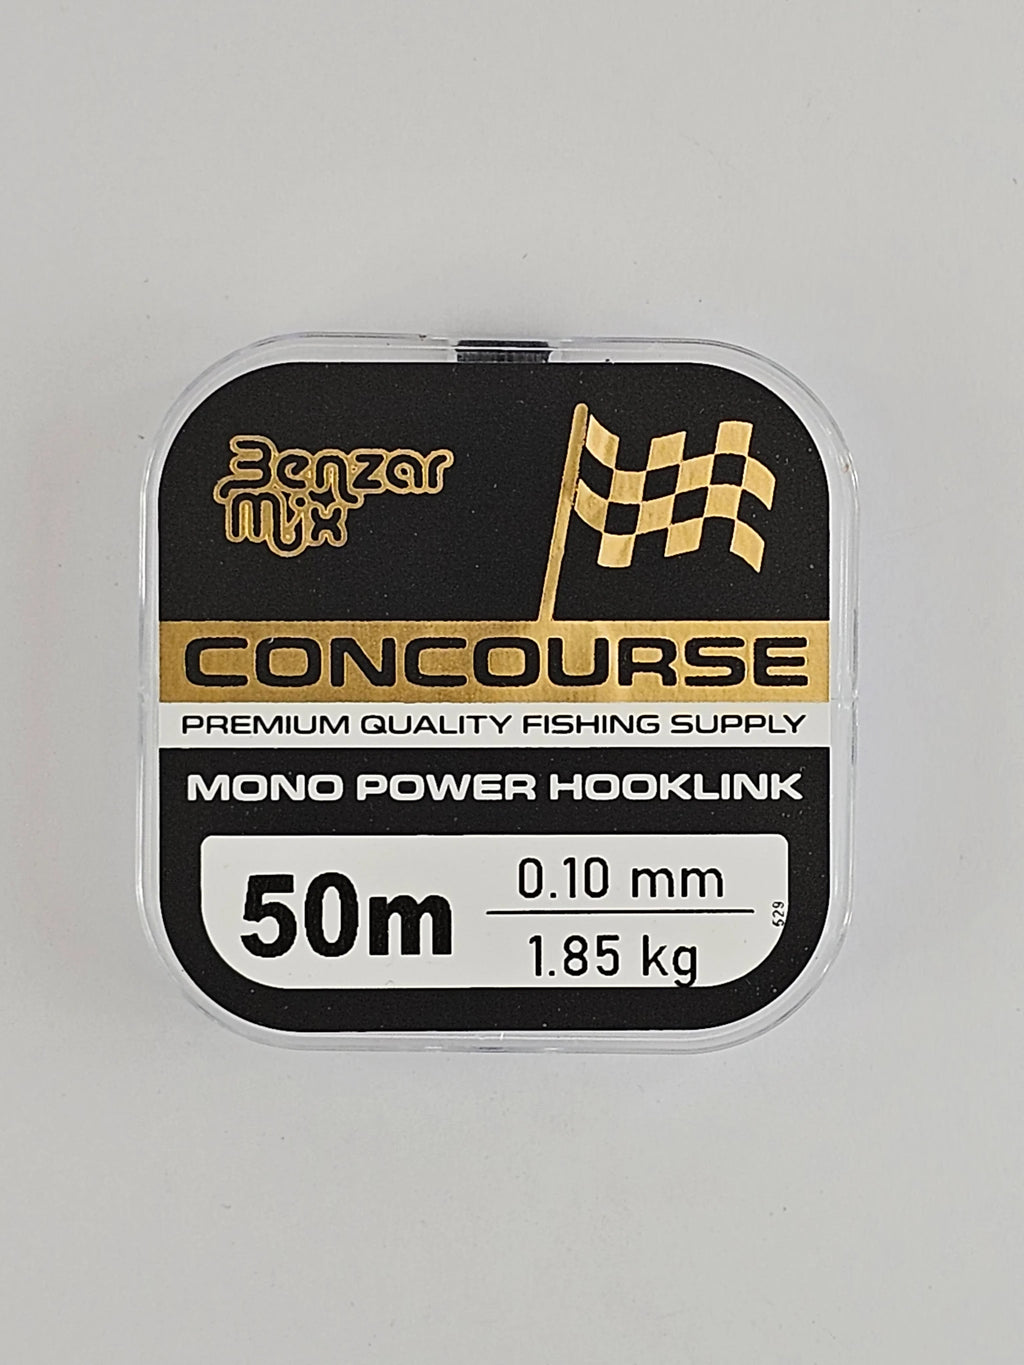 Benzar
Mix
CONCOURSE
PREMIUM QUALITY FISHING SUPPLY
MONO POWER HOOKLINK
50m
0.10 mm
1.85 kg
529